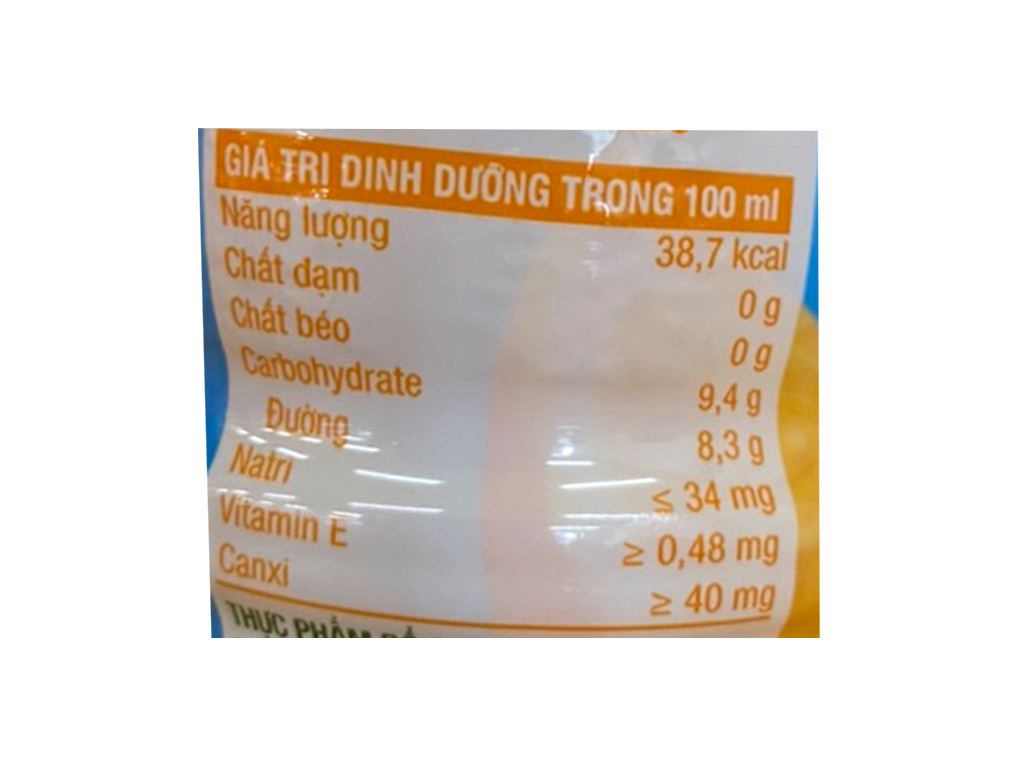 GIÁ TRỊ DINH DƯỠNG TRONG 100 ml
Năng lượng 38,7 kcal
Chất đạm 0 g
Chất béo 0 g
Carbohydrate 9,4 g
Đường 8,3 g
Natri ≤ 34 mg
Vitamin E ≥ 0,48 mg
Canxi ≥ 40 mg
THỰC PHẨM BỔ